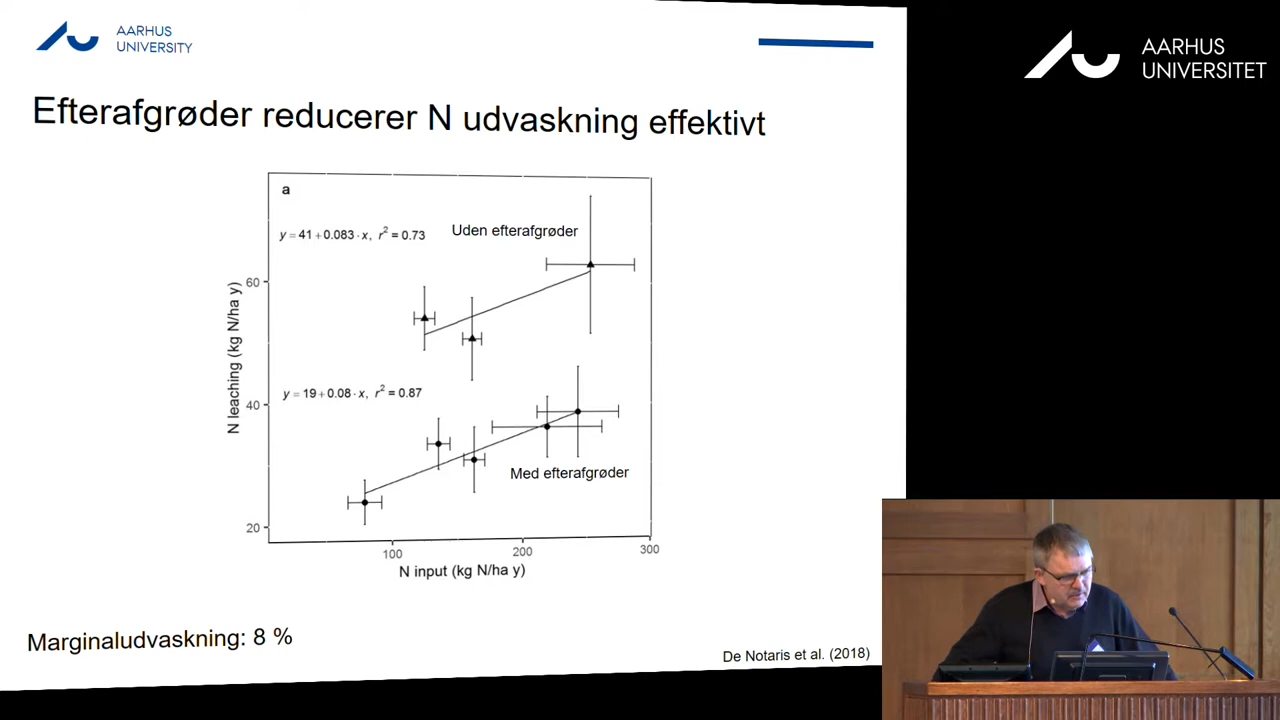 AARHUS
UNIVERSITY
AARHUS
UNIVERSITET
Efterafgrøder reducerer N udvaskning effektivt
a
y = 41 + 0.083 · x, r² = 0.73
Uden efterafgrøder
60
N leaching (kg N/ha y)
y = 19 + 0.08 · x, r² = 0.87
40
Med efterafgrøder
20
100
200
300
N input (kg N/ha y)
Marginaludvaskning: 8 %
De Notaris et al. (2018)